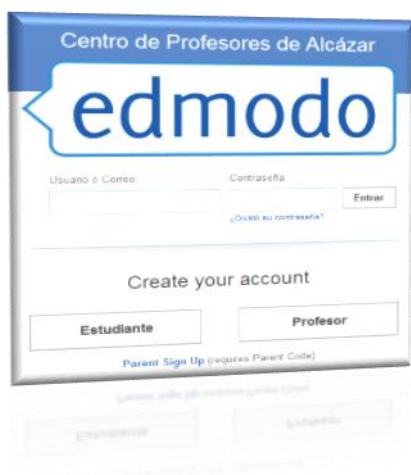 Centro de Profesores de Alcázar
edmodo
Usuario o Correo: Contraseña
Entrar
¿Olvidó su contraseña?
Create your account
Estudiante Profesor
Parent Sign Up (requires Parent Code)